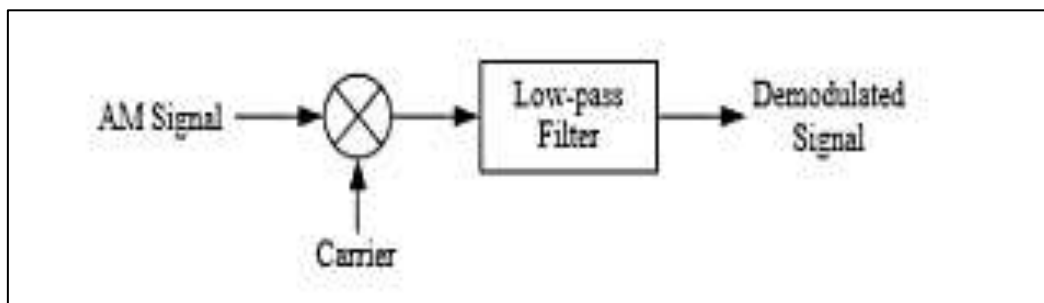 AM Signal
Low-pass
Filter
Demodulated
Signal
Carrier